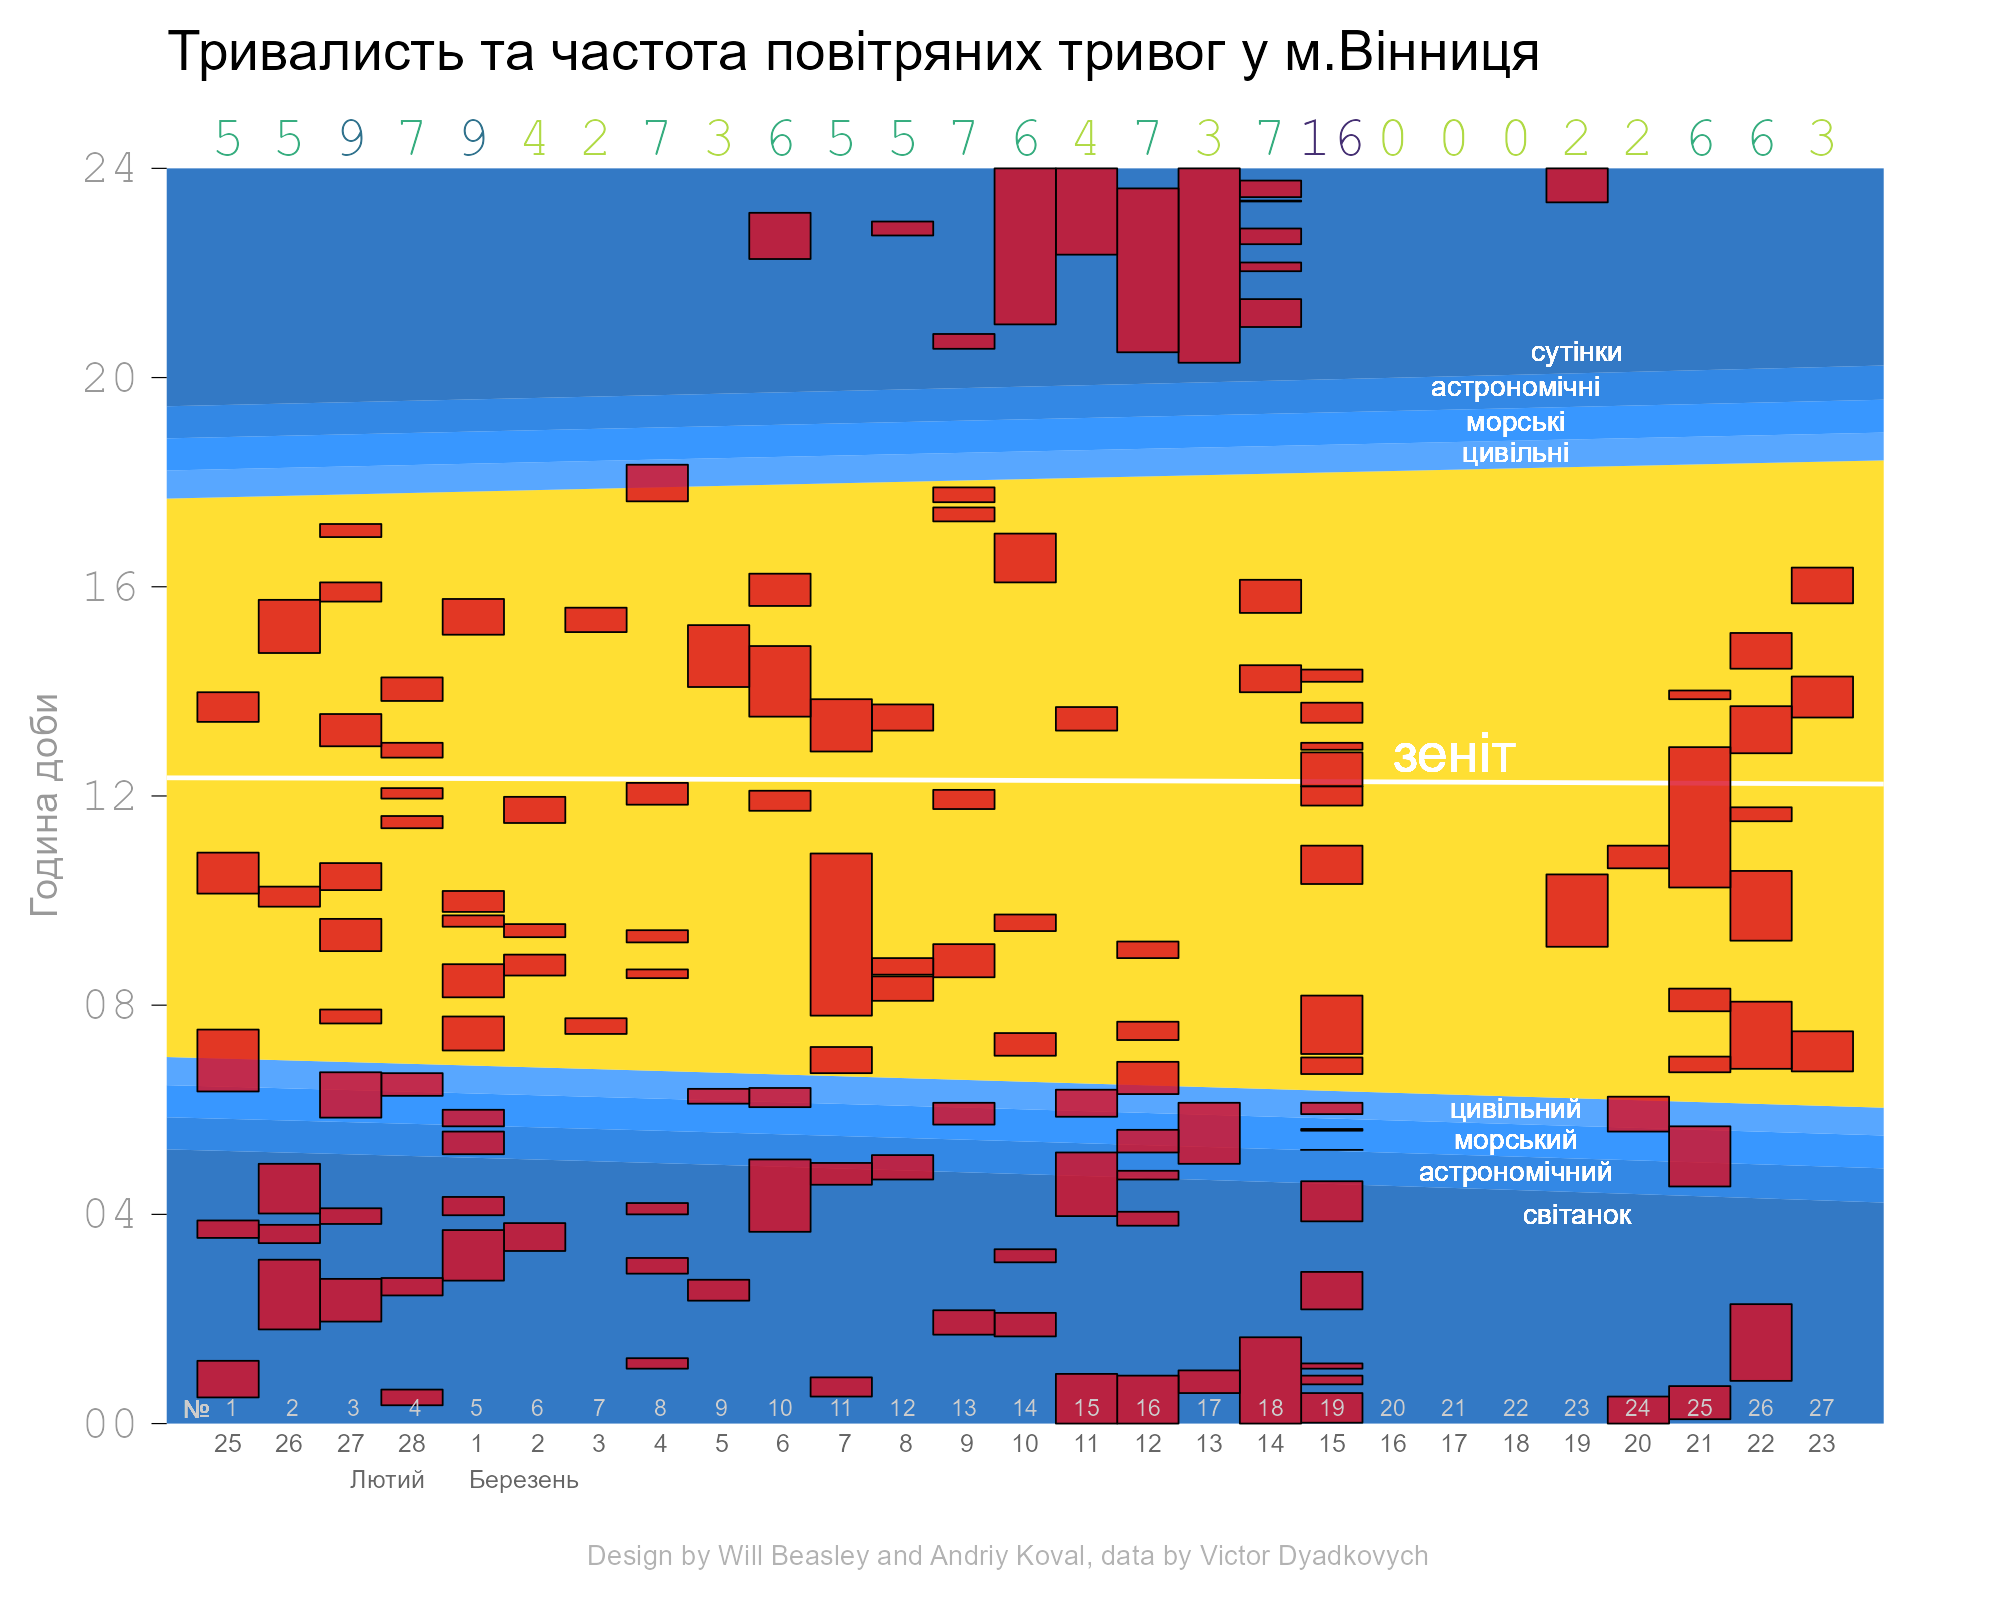 Тривалисть та частота повітряних тривог у м.Вінниця
5 5 9 7 9 4 2 7 3 6 5 5 7 6 4 7 3 7 16 0 0 0 2 2 6 6 3
24
20
16
12
08
04
00
Година доби
сутінки
астрономічні
морські
цивільні
зеніт
цивільний
морський
астрономічний
світанок
№ 1 2 3 4 5 6 7 8 9 10 11 12 13 14 15 16 17 18 19 20 21 22 23 24 25 26 27
25 26 27 28 1 2 3 4 5 6 7 8 9 10 11 12 13 14 15 16 17 18 19 20 21 22 23
Лютий Березень
Design by Will Beasley and Andriy Koval, data by Victor Dyadkovych